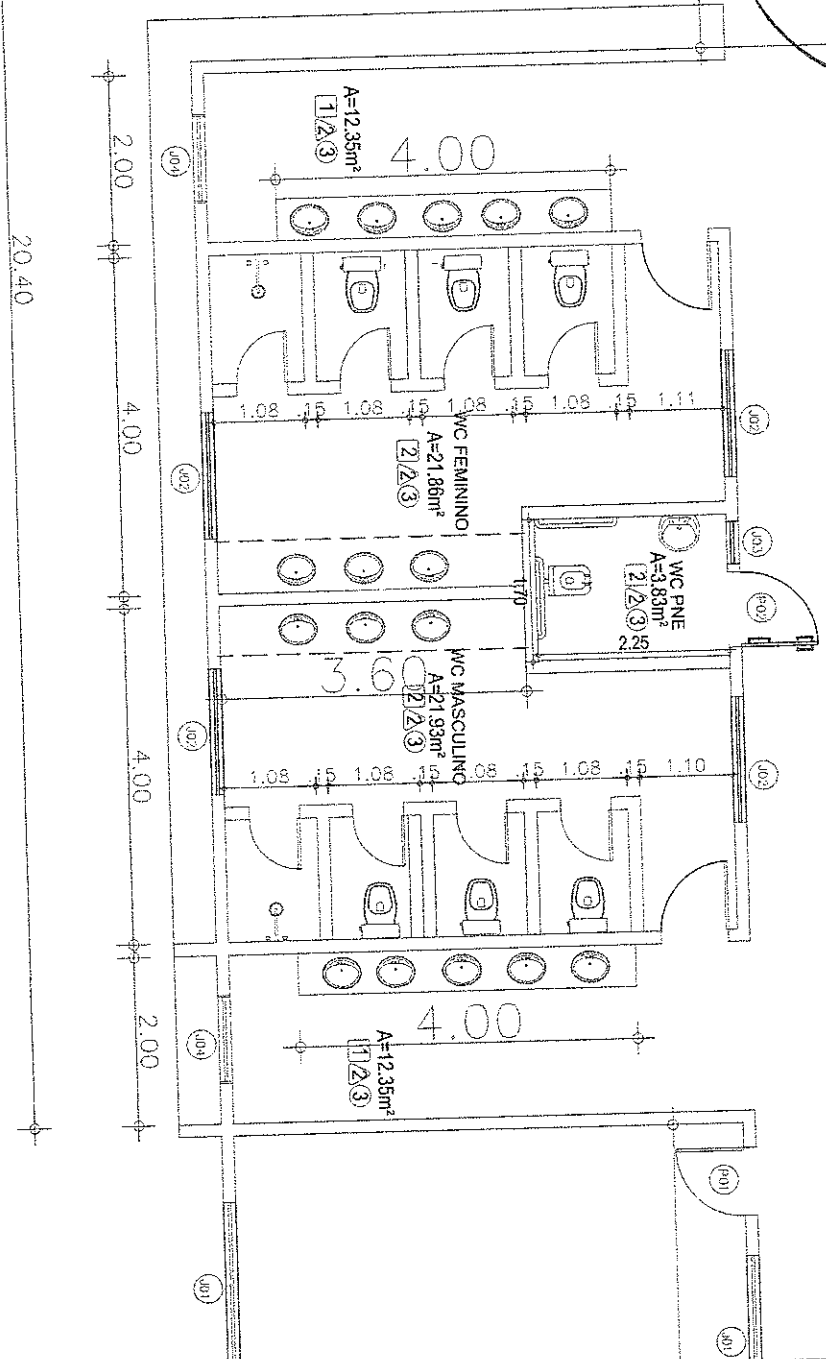 A=12.35m²
1 2 3
4.00
J04
2.00
20.40
1.08 .15 1.08 .15 1.08 .15 1.08 .15 1.11
J02
J02
4.00
WC FEMININO
A=21.86m²
2 2 3
J03
WC PNE
A=3.83m²
2 2 3
P02
2.25
1.70
3.60
WC MASCULINO
A=21.93m²
2 2 3
J02
J02
4.00
1.08 .15 1.08 .15 1.08 .15 1.08 .15 1.10
4.00
A=12.35m²
1 2 3
J04
2.00
P01
J01
J01